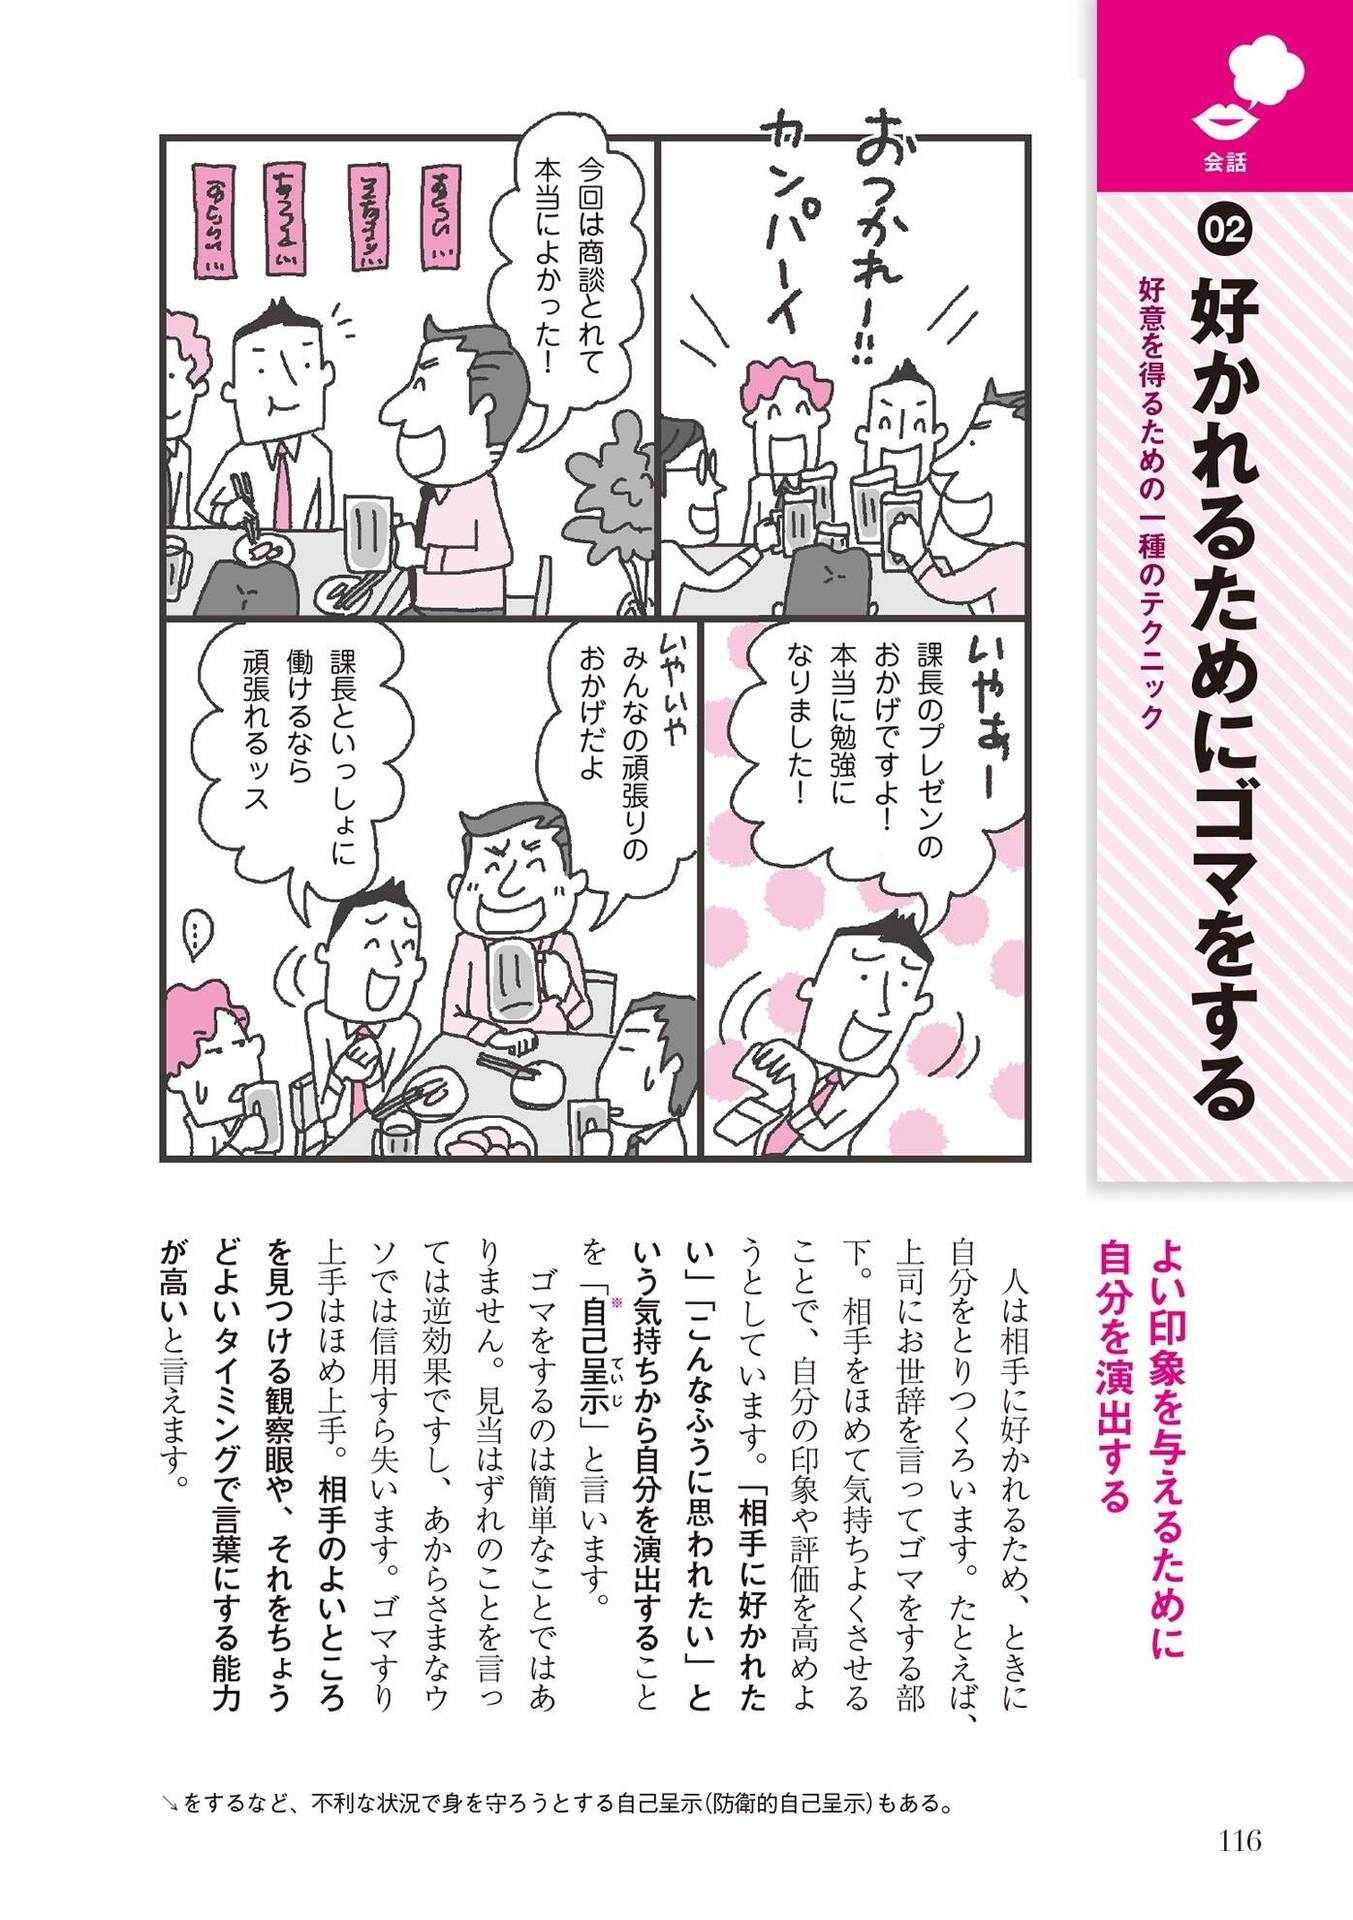 会話
02
好かれるためにゴマをする
好意を得るための一種のテクニック
おつかれー!!
カンパーイ
今回は商談とれて
本当によかった！
いやぁー
課長のプレゼンの
おかげですよ！
本当に勉強に
なりました！
いやいや
みんなの頑張りの
おかげだよ
課長といっしょに
働けるなら
頑張れるッス
…
よい印象を与えるために
自分を演出する
人は相手に好かれるため、ときに
自分をとりつくろいます。たとえば、
上司にお世辞を言ってゴマをする部
下。相手をほめて気持ちよくさせる
ことで、自分の印象や評価を高めよ
うとしています。「相手に好かれた
い」「こんなふうに思われたい」と
いう気持ちから自分を演出すること
を「※自己呈示」と言います。
ていじ
ゴマをするのは簡単なことではあ
りません。見当はずれのことを言っ
ては逆効果ですし、あからさまなウ
ソでは信用すら失います。ゴマすり
上手はほめ上手。相手のよいところ
を見つける観察眼や、それをちょう
どよいタイミングで言葉にする能力
が高いと言えます。
↘をするなど、不利な状況で身を守ろうとする自己呈示(防衛的自己呈示)もある。
116